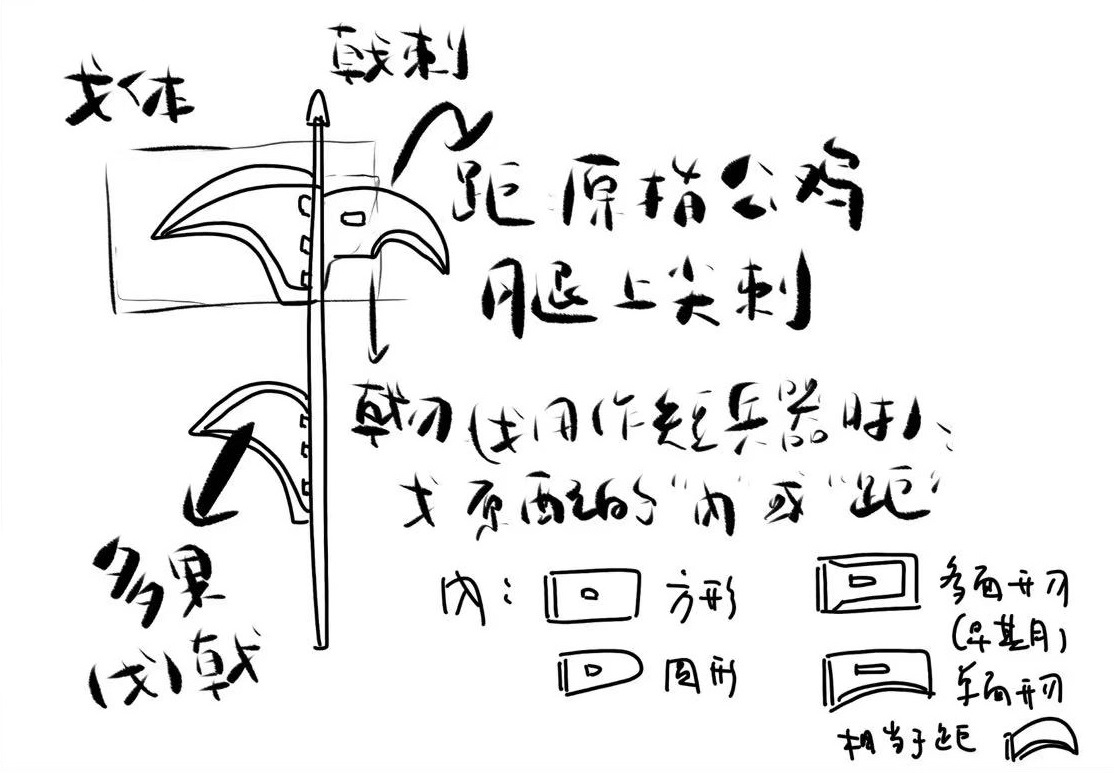 戟刺
戈体
距原指公鸡
腿上尖刺
戟刃(戈用作短兵器时)、
戈原配的"内"或"距"
多果
(戈)戟
内: 方形
圆形
多面开刃
(早期)
单面开刃
相当于距